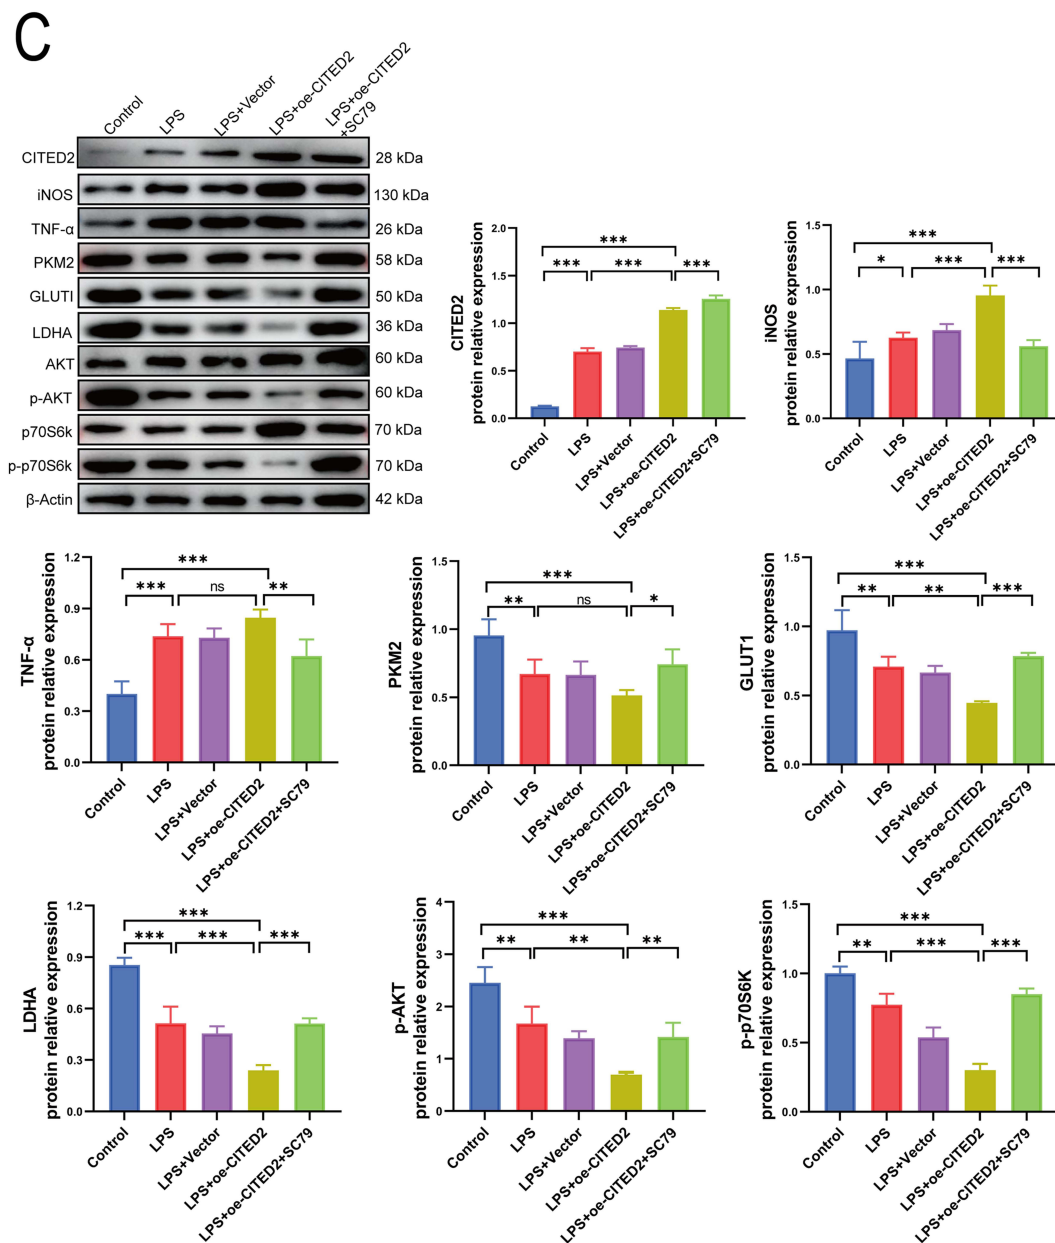 C
Control
LPS
LPS+Vector
LPS+oe-CITED2
LPS+oe-CITED2
+SC79
CITED2 28 kDa
iNOS 130 kDa
TNF-α 26 kDa
PKM2 58 kDa
GLUTI 50 kDa
LDHA 36 kDa
AKT 60 kDa
p-AKT 60 kDa
p70S6k 70 kDa
p-p70S6k 70 kDa
β-Actin 42 kDa
CITED2
protein relative expression
2.0
1.5
1.0
0.5
0.0
***
*** *** ***
Control
LPS
LPS+Vector
LPS+oe-CITED2
LPS+oe-CITED2+SC79
iNOS
protein relative expression
1.5
1.0
0.5
0.0
***
* *** ***
Control
LPS
LPS+Vector
LPS+oe-CITED2
LPS+oe-CITED2+SC79
TNF-α
protein relative expression
1.2
0.9
0.6
0.3
0.0
***
*** ns **
Control
LPS
LPS+Vector
LPS+oe-CITED2
LPS+oe-CITED2+SC79
PKM2
protein relative expression
1.5
1.0
0.5
0.0
***
** ns *
Control
LPS
LPS+Vector
LPS+oe-CITED2
LPS+oe-CITED2+SC79
GLUT1
protein relative expression
1.5
1.0
0.5
0.0
***
** ** ***
Control
LPS
LPS+Vector
LPS+oe-CITED2
LPS+oe-CITED2+SC79
LDHA
protein relative expression
1.2
0.9
0.6
0.3
0.0
***
*** *** ***
Control
LPS
LPS+Vector
LPS+oe-CITED2
LPS+oe-CITED2+SC79
p-AKT
protein relative expression
4
3
2
1
0
***
** ** **
Control
LPS
LPS+Vector
LPS+oe-CITED2
LPS+oe-CITED2+SC79
p-p70S6K
protein relative expression
1.5
1.0
0.5
0.0
***
** *** ***
Control
LPS
LPS+Vector
LPS+oe-CITED2
LPS+oe-CITED2+SC79